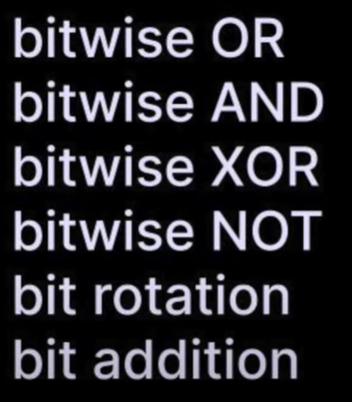 bitwise OR
bitwise AND
bitwise XOR
bitwise NOT
bit rotation
bit addition